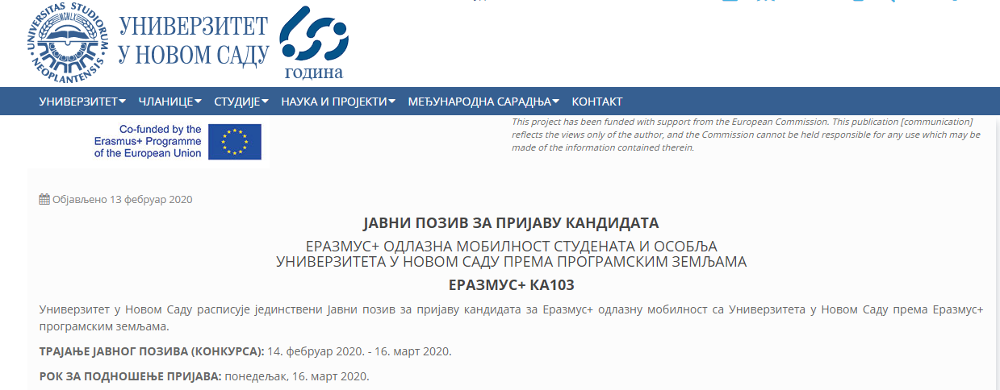 UNIVERSITAS STUDIORUM
MCMLX
NEOPLANTENSIS
УНИВЕРЗИТЕТ
У НОВОМ САДУ
60
година
УНИВЕРЗИТЕТ ЧЛАНИЦЕ СТУДИЈЕ НАУКА И ПРОЈЕКТИ МЕЂУНАРОДНА САРАДЊА КОНТАКТ
Co-funded by the
Erasmus+ Programme
of the European Union
This project has been funded with support from the European Commission. This publication [communication]
reflects the views only of the author, and the Commission cannot be held responsible for any use which may be
made of the information contained therein.
Објављено 13 фебруар 2020
ЈАВНИ ПОЗИВ ЗА ПРИЈАВУ КАНДИДАТА
ЕРАЗМУС+ ОДЛАЗНА МОБИЛНОСТ СТУДЕНАТА И ОСОБЉА
УНИВЕРЗИТЕТА У НОВОМ САДУ ПРЕМА ПРОГРАМСКИМ ЗЕМЉАМА
ЕРАЗМУС+ КА103
Универзитет у Новом Саду расписује јединствени Јавни позив за пријаву кандидата за Еразмус+ одлазну мобилност са Универзитета у Новом Саду према Еразмус+
програмским земљама.
ТРАЈАЊЕ ЈАВНОГ ПОЗИВА (КОНКУРСА): 14. фебруар 2020. - 16. март 2020.
РОК ЗА ПОДНОШЕЊЕ ПРИЈАВА: понедељак, 16. март 2020.